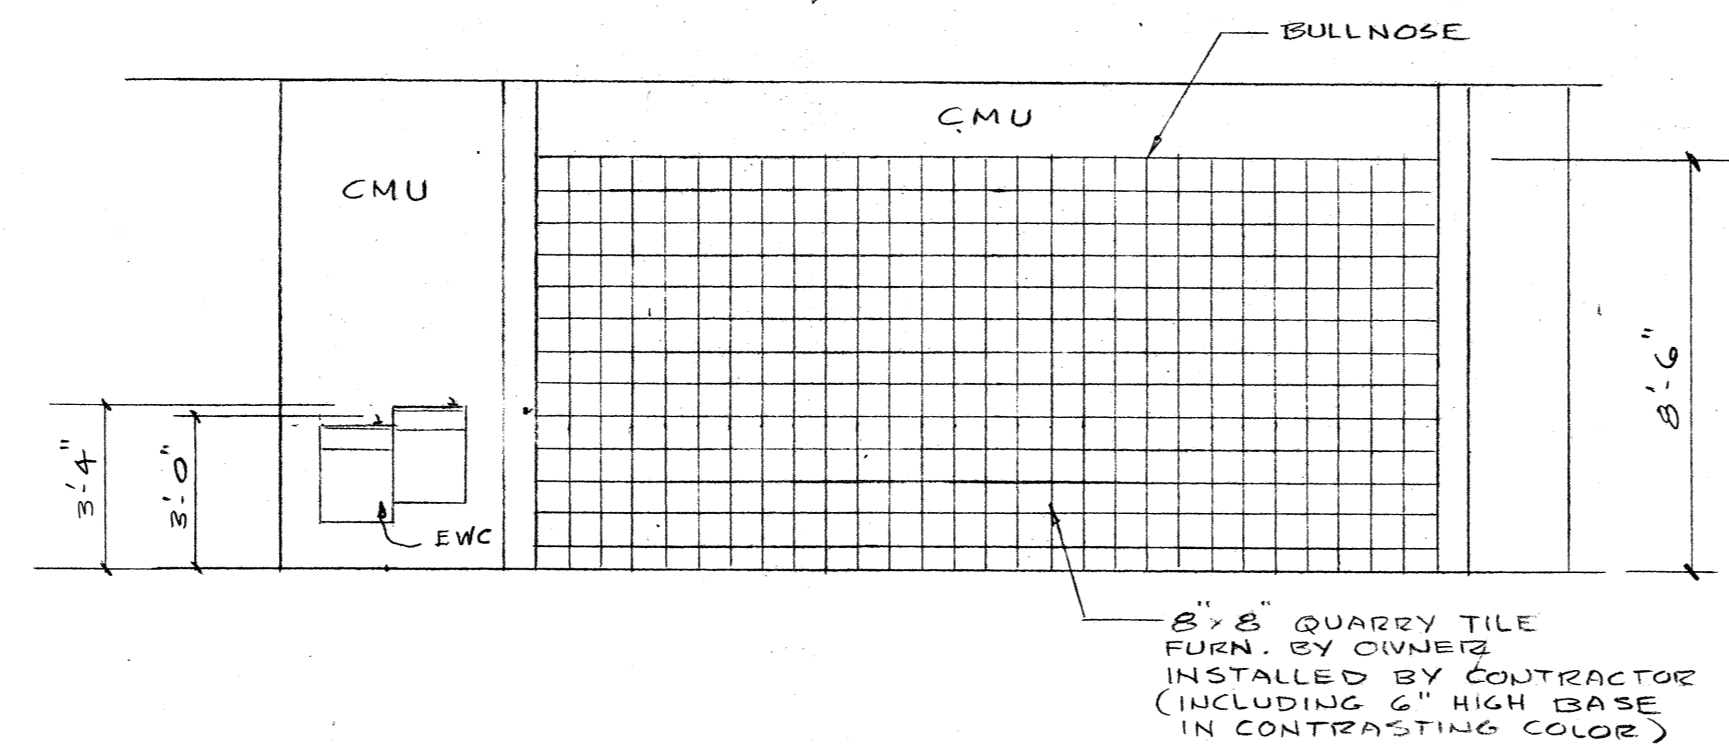 BULLNOSE
CMU
CMU
8'-6"
3'-4"
3'-0"
EWC
8" x 8" QUARRY TILE
FURN. BY OWNER
INSTALLED BY CONTRACTOR
(INCLUDING 6" HIGH BASE
IN CONTRASTING COLOR)